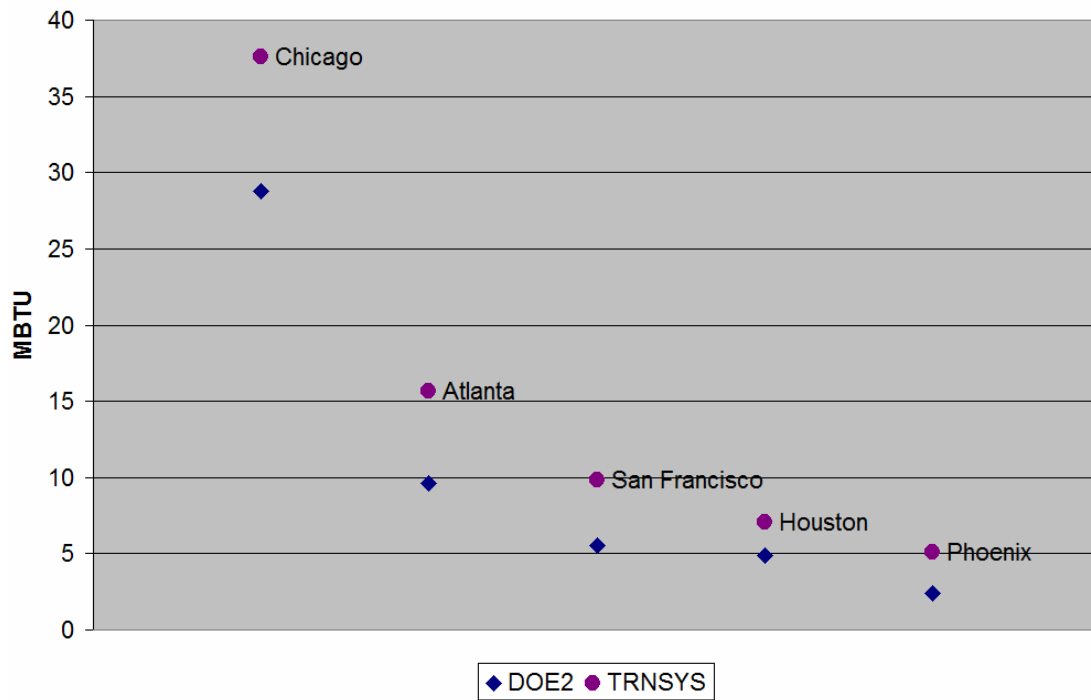 40
Chicago
35
30
25
MBTU
20
15
Atlanta
10
San Francisco
Houston
5
Phoenix
0
DOE2 TRNSYS